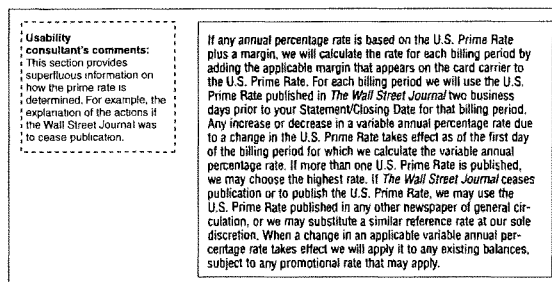 Usability
consultant's comments:
This section provides
superfluous information on
how the prime rate is
determined. For example, the
explanation of the actions if
the Wall Street Journal was
to cease publication.
If any annual percentage rate is based on the U.S. Prime Rate
plus a margin, we will calculate the rate for each billing period by
adding the applicable margin that appears on the card carrier to
the U.S. Prime Rate. For each billing period we will use the U.S.
Prime Rate published in The Wall Street Journal two business
days prior to your Statement/Closing Date for that billing period.
Any increase or decrease in a variable annual percentage rate due
to a change in the U.S. Prime Rate takes effect as of the first day
of the billing period for which we calculate the variable annual
percentage rate. If more than one U.S. Prime Rate is published,
we may choose the highest rate. If The Wall Street Journal ceases
publication or to publish the U.S. Prime Rate, we may use the
U.S. Prime Rate published in any other newspaper of general cir-
culation, or we may substitute a similar reference rate at our sole
discretion. When a change in an applicable variable annual per-
centage rate takes effect we will apply it to any existing balances,
subject to any promotional rate that may apply.